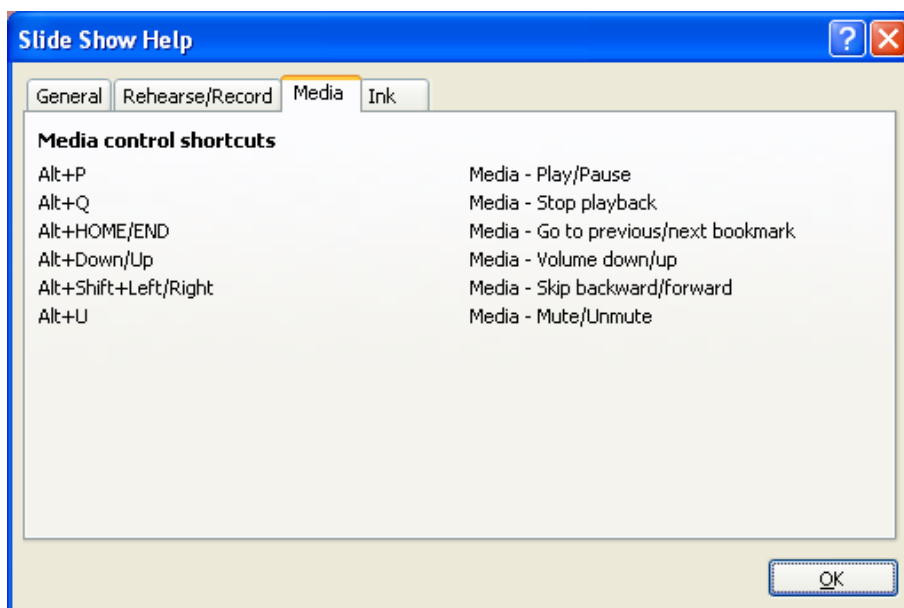 Slide Show Help
General Rehearse/Record Media Ink
Media control shortcuts
Alt+P Media - Play/Pause
Alt+Q Media - Stop playback
Alt+HOME/END Media - Go to previous/next bookmark
Alt+Down/Up Media - Volume down/up
Alt+Shift+Left/Right Media - Skip backward/forward
Alt+U Media - Mute/Unmute
OK